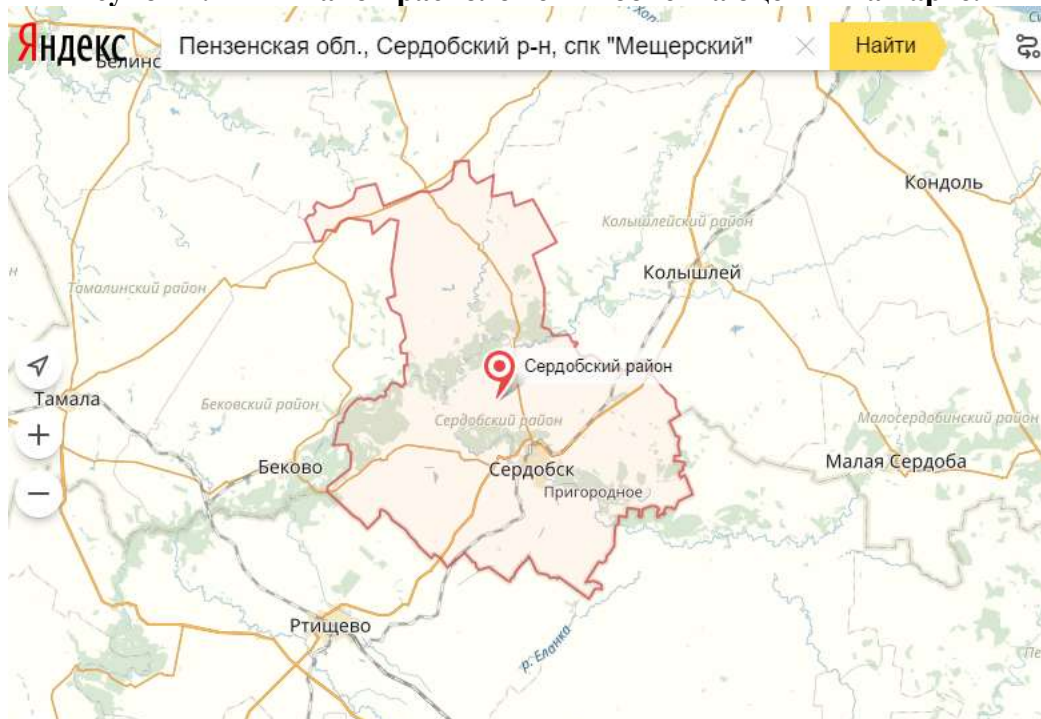 Яндекс
Пензенская обл., Сердобский р-н, спк "Мещерский"
Найти
Кондоль
Колышлейский район
Колышлей
Тамалинский район
Сердобский район
Тамала
Бековский район
Сердобский район
Малосердобинский район
Беково
Сердобск
Малая Сердоба
Пригородное
Ртищево
р. Еланка